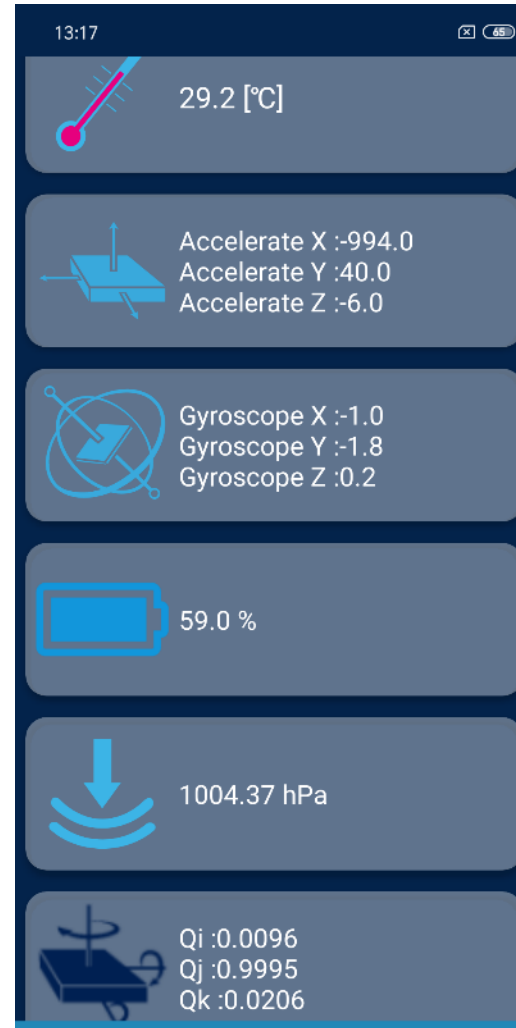 13:17
65
29.2 [℃]
Accelerate X :-994.0
Accelerate Y :40.0
Accelerate Z :-6.0
Gyroscope X :-1.0
Gyroscope Y :-1.8
Gyroscope Z :0.2
59.0 %
1004.37 hPa
Qi :0.0096
Qj :0.9995
Qk :0.0206